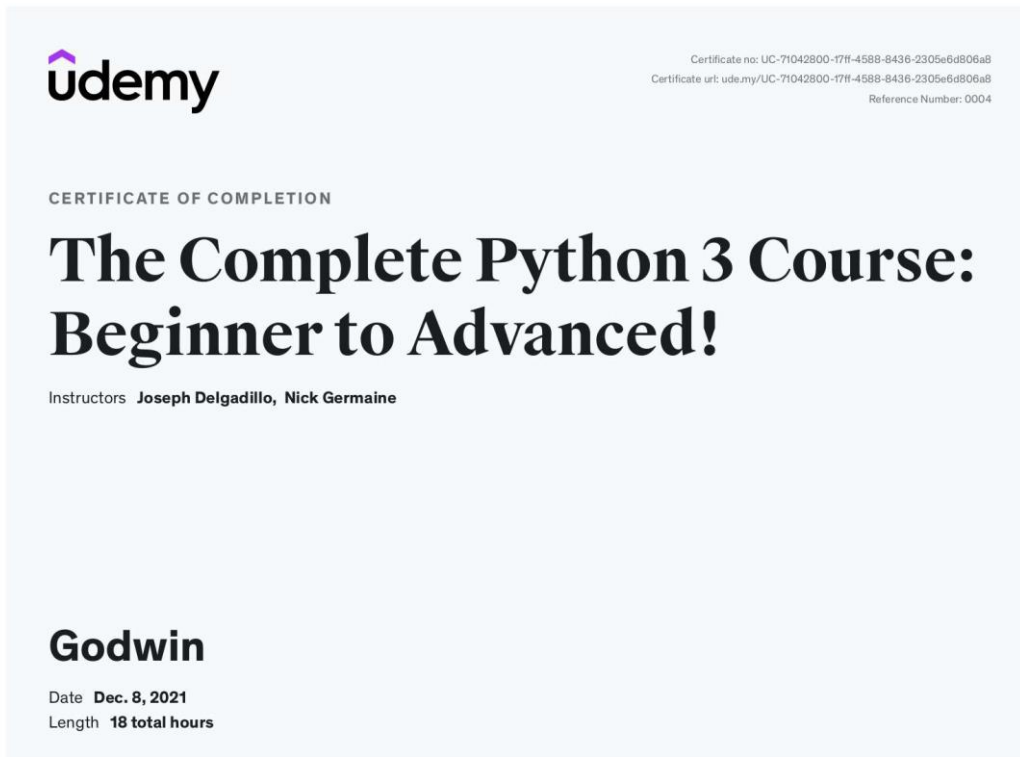 udemy
Certificate no: UC-71042800-17ff-4588-8436-2305e6d806a8
Certificate url: ude.my/UC-71042800-17ff-4588-8436-2305e6d806a8
Reference Number: 0004
CERTIFICATE OF COMPLETION
The Complete Python 3 Course:
Beginner to Advanced!
Instructors Joseph Delgadillo, Nick Germaine
Godwin
Date Dec. 8, 2021
Length 18 total hours